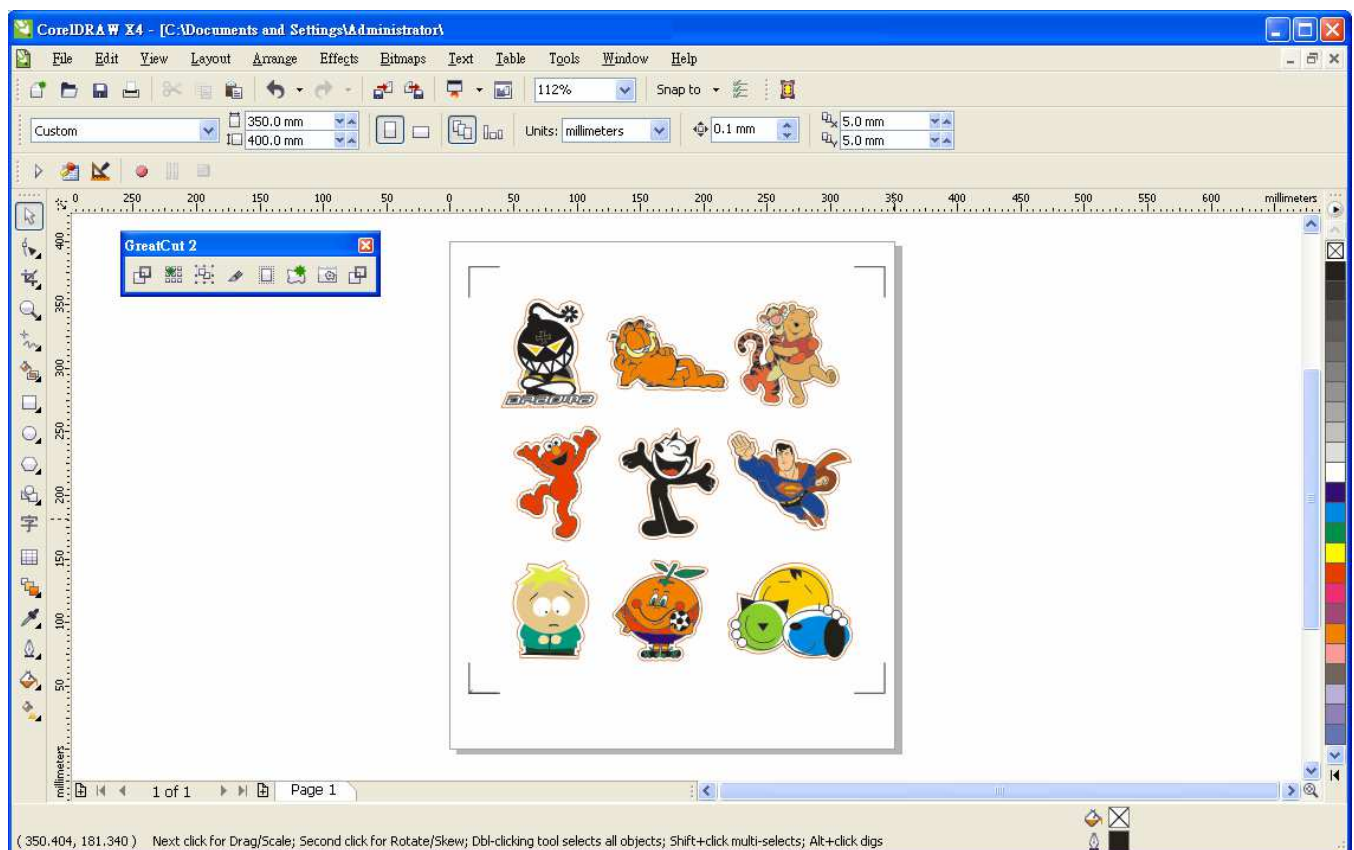 CorelDRAW X4 - [C:\Documents and Settings\Administrator\
File Edit View Layout Arrange Effects Bitmaps Text Table Tools Window Help
112% Snap to
Custom 350.0 mm 400.0 mm Units: millimeters 0.1 mm 5.0 mm 5.0 mm
0 250 200 150 100 50 0 50 100 150 200 250 300 350 400 450 500 550 600 millimeters
GreatCut 2
400
350
300
250
200
150
100
50
millimeters
字
1 of 1 Page 1
( 350.404, 181.340 ) Next click for Drag/Scale; Second click for Rotate/Skew; Dbl-clicking tool selects all objects; Shift+click multi-selects; Alt+click digs